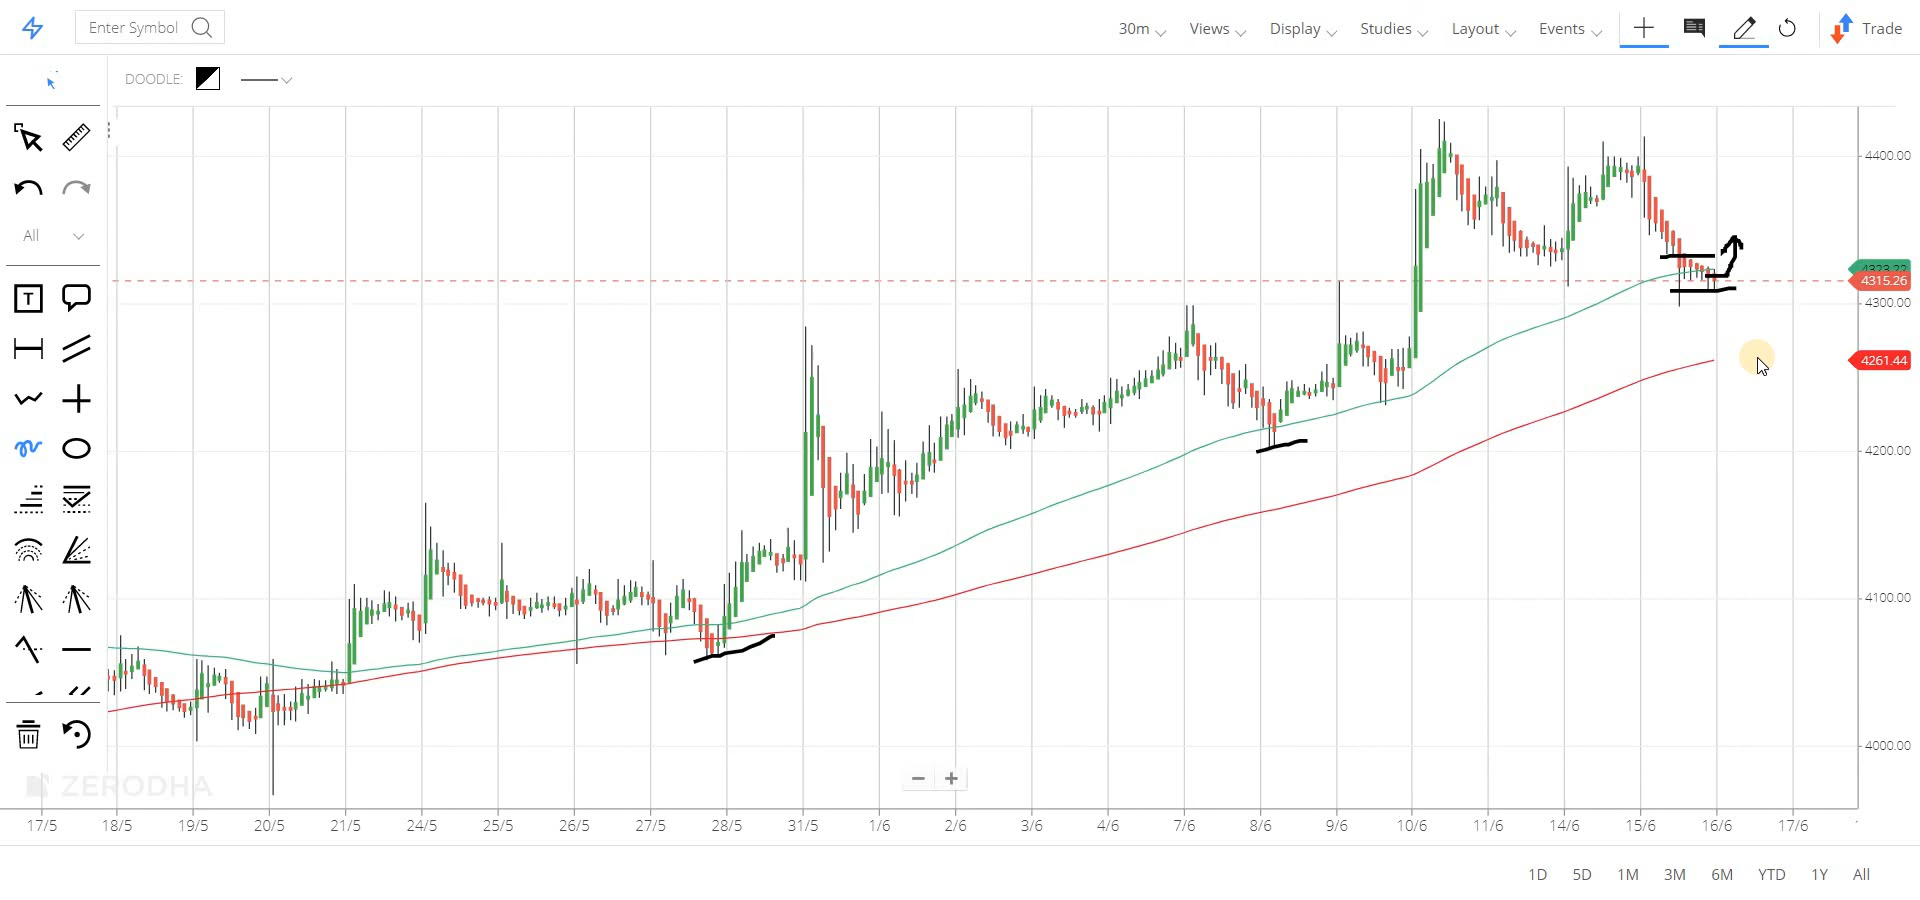 Enter Symbol
30m Views Display Studies Layout Events Trade
DOODLE:
All
T
4400.00
4323.22
4315.26
4300.00
4261.44
4200.00
4100.00
4000.00
ZERODHA
17/5 18/5 19/5 20/5 21/5 24/5 25/5 26/5 27/5 28/5 31/5 1/6 2/6 3/6 4/6 7/6 8/6 9/6 10/6 11/6 14/6 15/6 16/6 17/6
1D 5D 1M 3M 6M YTD 1Y All